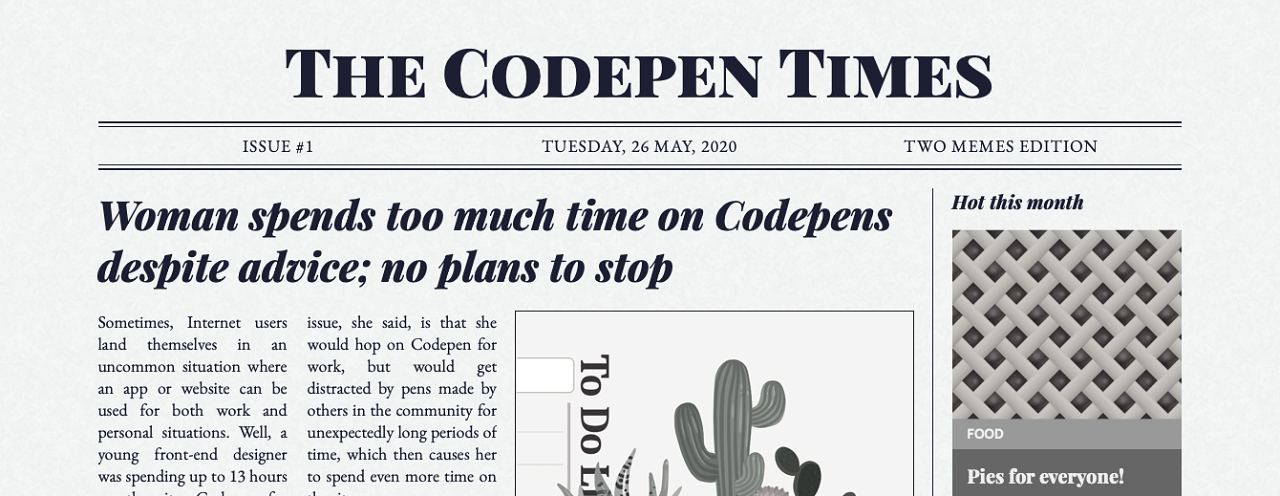 The Codepen Times
ISSUE #1
TUESDAY, 26 MAY, 2020
TWO MEMES EDITION
Woman spends too much time on Codepens
despite advice; no plans to stop
Sometimes, Internet users
land themselves in an
uncommon situation where
an app or website can be
used for both work and
personal situations. Well, a
young front-end designer
was spending up to 13 hours
issue, she said, is that she
would hop on Codepen for
work, but would get
distracted by pens made by
others in the community for
unexpectedly long periods of
time, which then causes her
to spend even more time on
To Do
Hot this month
FOOD
Pies for everyone!